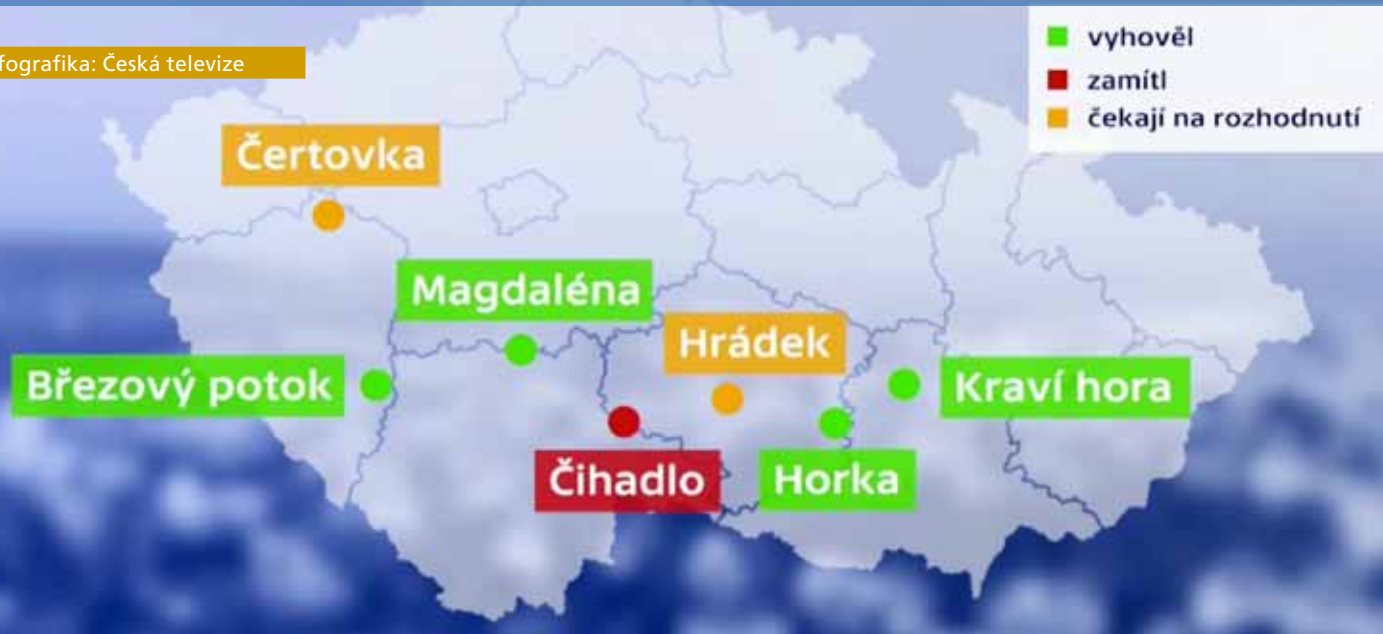 fografika: Česká televize
vyhověl
zamítl
čekají na rozhodnutí
Čertovka
Magdaléna
Hrádek
Březový potok
Kraví hora
Čihadlo
Horka